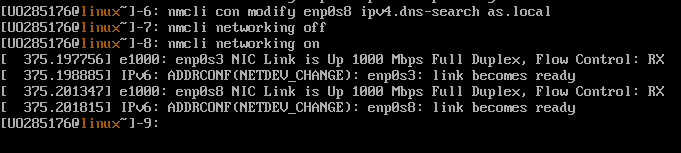 [UO285176@linux]-6: nmcli con modify enp0s8 ipv4.dns-search as.local
[UO285176@linux]-7: nmcli networking off
[UO285176@linux]-8: nmcli networking on
[  375.197756] e1000: enp0s3 NIC Link is Up 1000 Mbps Full Duplex, Flow Control: RX
[  375.198885] IPv6: ADDRCONF(NETDEV_CHANGE): enp0s3: link becomes ready
[  375.201347] e1000: enp0s8 NIC Link is Up 1000 Mbps Full Duplex, Flow Control: RX
[  375.201815] IPv6: ADDRCONF(NETDEV_CHANGE): enp0s8: link becomes ready
[UO285176@linux]-9: